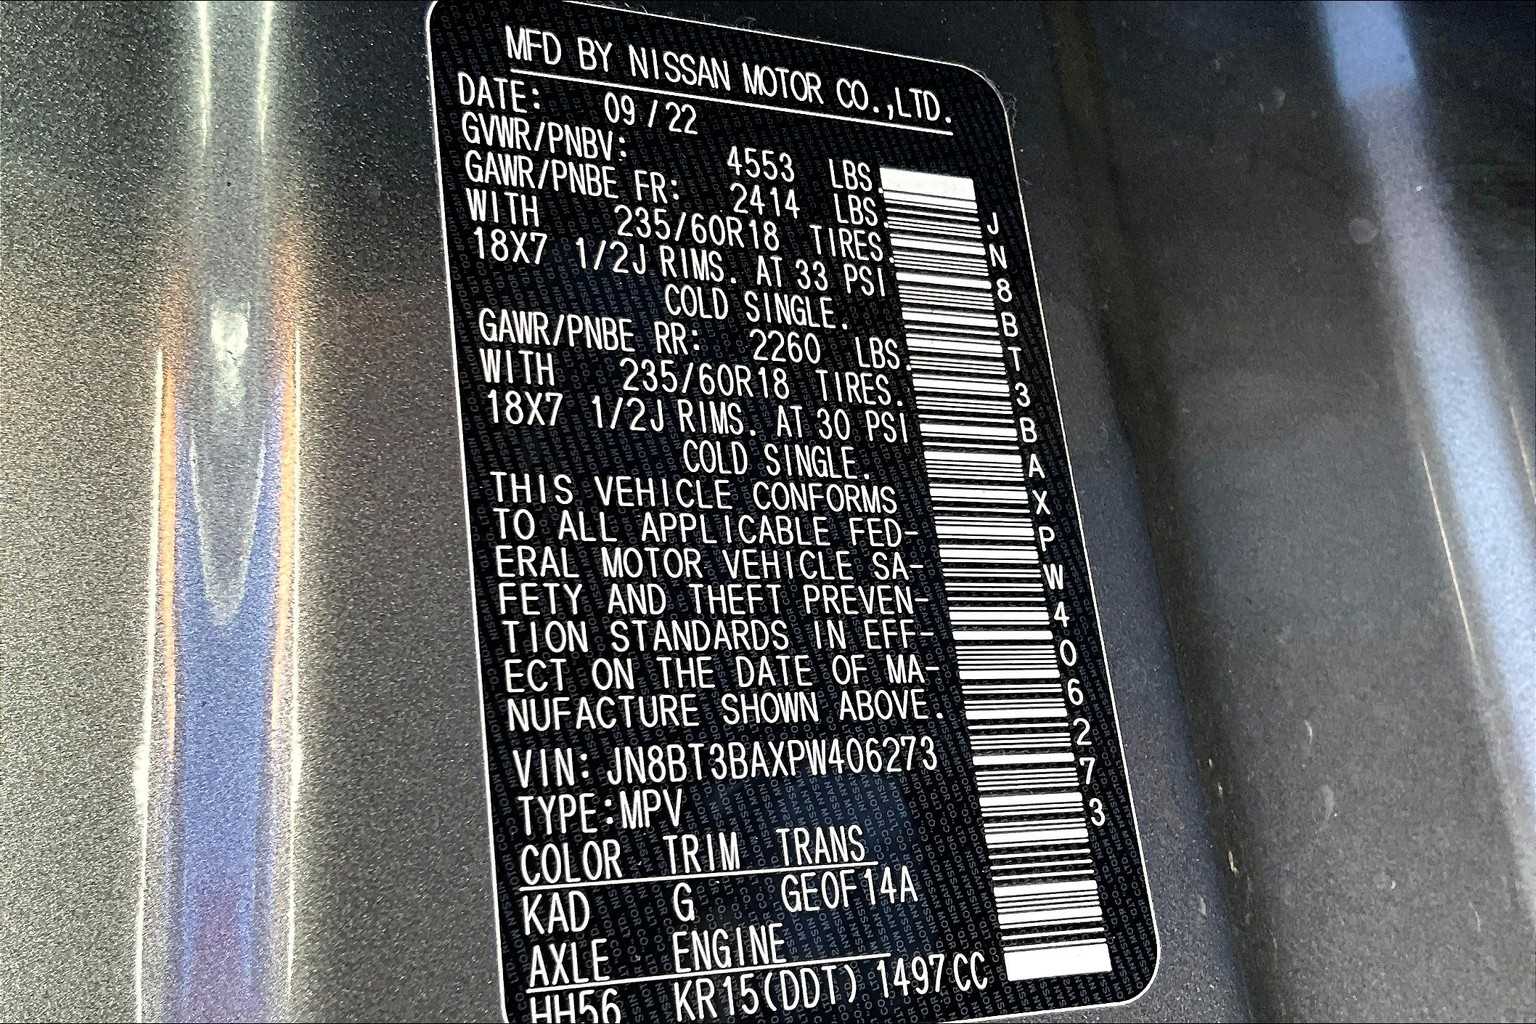 MFD BY NISSAN MOTOR CO.,LTD.
DATE: 09/22
GVWR/PNBV: 4553 LBS.
GAWR/PNBE FR: 2414 LBS
WITH 235/60R18 TIRES.
18X7 1/2J RIMS. AT 33 PSI
COLD SINGLE.
GAWR/PNBE RR: 2260 LBS
WITH 235/60R18 TIRES.
18X7 1/2J RIMS. AT 30 PSI
COLD SINGLE.
THIS VEHICLE CONFORMS
TO ALL APPLICABLE FED-
ERAL MOTOR VEHICLE SA-
FETY AND THEFT PREVEN-
TION STANDARDS IN EFF-
ECT ON THE DATE OF MA-
NUFACTURE SHOWN ABOVE.
VIN: JN8BT3BAXPW406273
TYPE:MPV
COLOR TRIM TRANS
KAD G GEOF14A
AXLE ENGINE
HH56 KR15(DDT) 1497CC
JN8BT3BAXPW406273